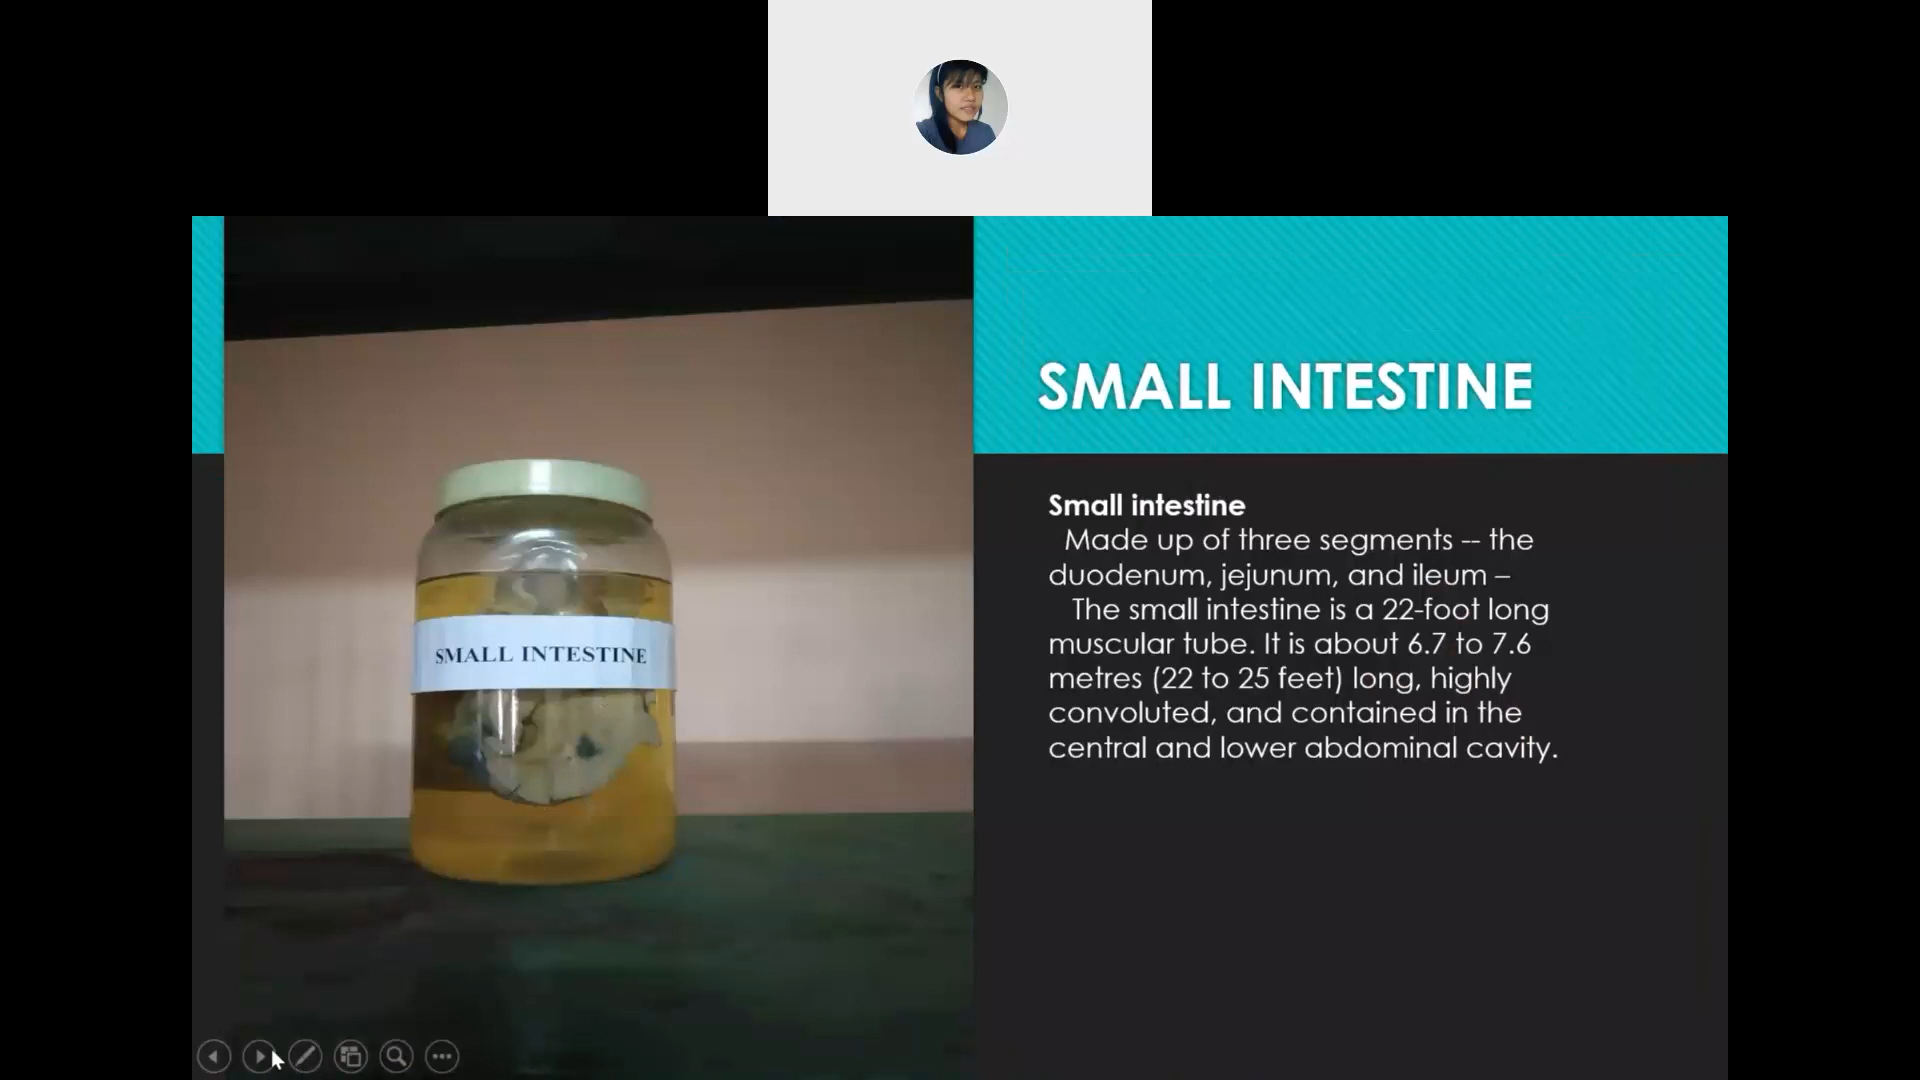 SMALL INTESTINE
SMALL INTESTINE
Small intestine
Made up of three segments -- the
duodenum, jejunum, and ileum –
The small intestine is a 22-foot long
muscular tube. It is about 6.7 to 7.6
metres (22 to 25 feet) long, highly
convoluted, and contained in the
central and lower abdominal cavity.